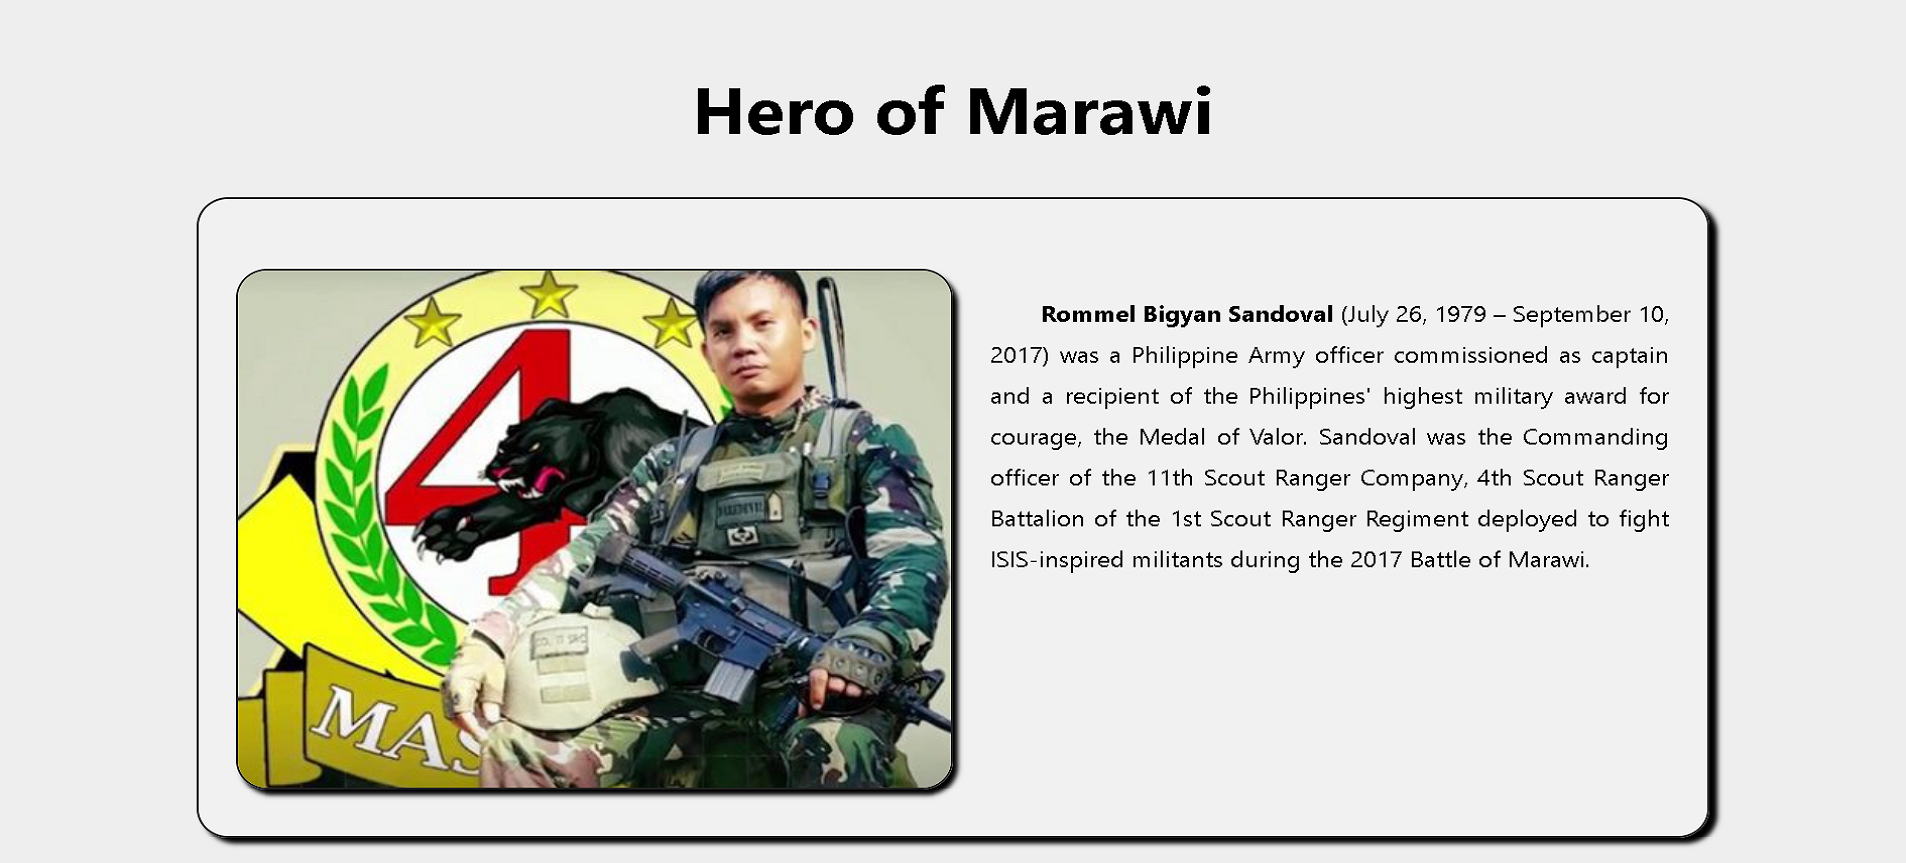 Hero of Marawi
Rommel Bigyan Sandoval (July 26, 1979 – September 10,
2017) was a Philippine Army officer commissioned as captain
and a recipient of the Philippines' highest military award for
courage, the Medal of Valor. Sandoval was the Commanding
officer of the 11th Scout Ranger Company, 4th Scout Ranger
Battalion of the 1st Scout Ranger Regiment deployed to fight
ISIS-inspired militants during the 2017 Battle of Marawi.
4
DAREDEVIL
MAS